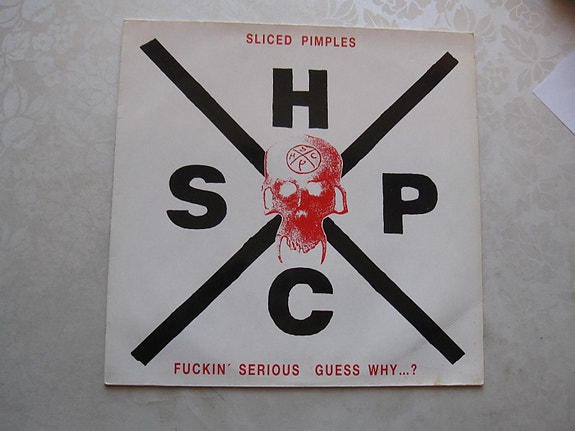 SLICED PIMPLES
H
S P
C
FUCKIN´ SERIOUS GUESS WHY...?